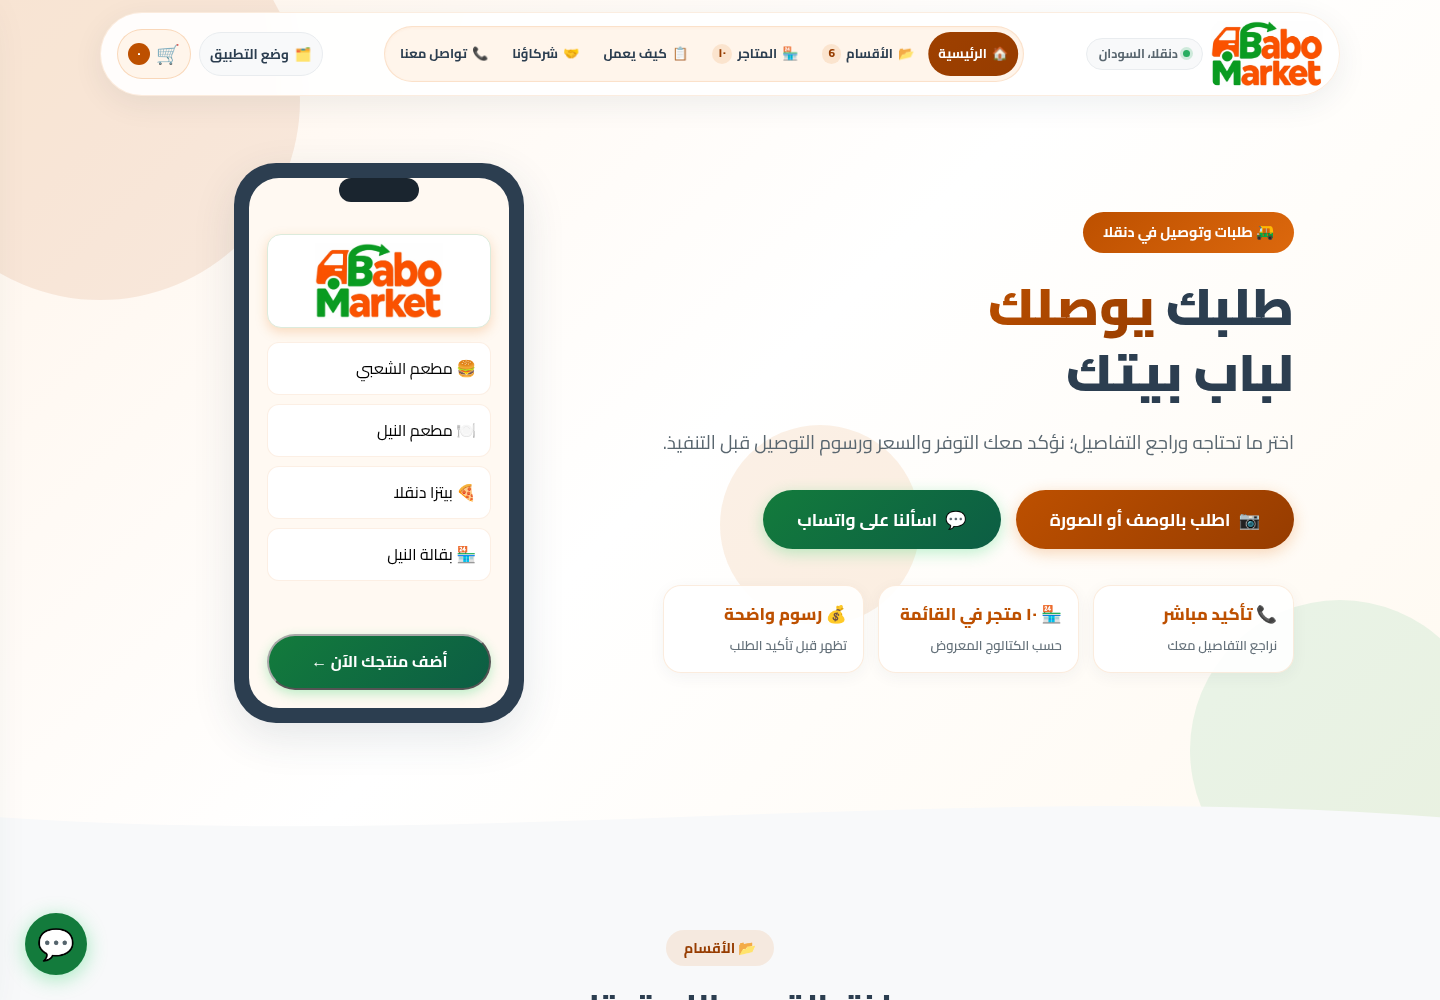 Babo
Market
دنقلا، السودان
الرئيسية
الأقسام 6
المتاجر ١٠
كيف يعمل
شركاؤنا
تواصل معنا
وضع التطبيق
٠
طلبات وتوصيل في دنقلا
طلبك يوصلك
لباب بيتك
اختر ما تحتاجه وراجع التفاصيل؛ نؤكد معك التوفر والسعر ورسوم التوصيل قبل التنفيذ.
اطلب بالوصف أو الصورة
اسألنا على واتساب
تأكيد مباشر
نراجع التفاصيل معك
١٠ متجر في القائمة
حسب الكتالوج المعروض
رسوم واضحة
تظهر قبل تأكيد الطلب
Babo
Market
مطعم الشعبي
مطعم النيل
بيتزا دنقلا
بقالة النيل
أضف منتجك الآن ←
الأقسام